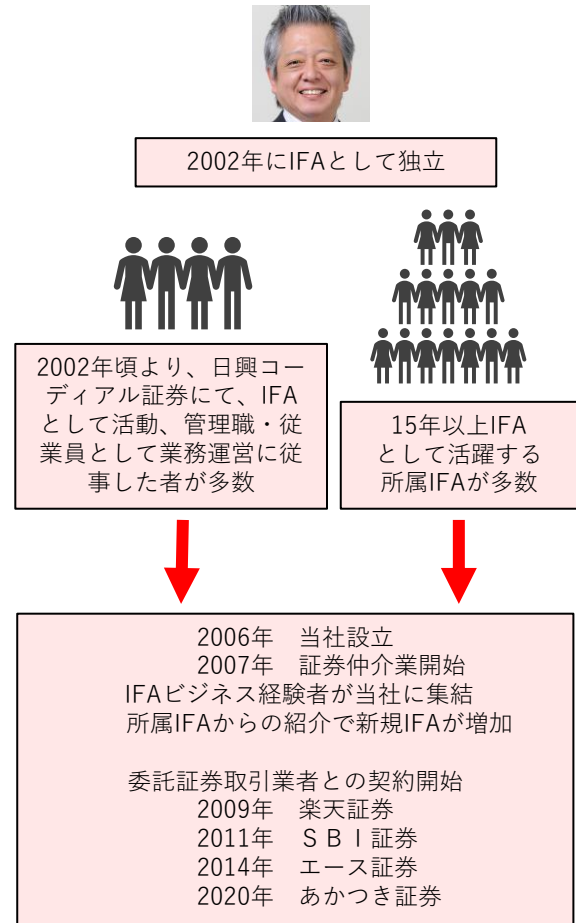 2002年にIFAとして独立
2002年頃より、日興コー
ディアル証券にて、IFA
として活動、管理職・従
業員として業務運営に従
事した者が多数
15年以上IFA
として活躍する
所属IFAが多数
2006年　当社設立
2007年　証券仲介業開始
IFAビジネス経験者が当社に集結
所属IFAからの紹介で新規IFAが増加
委託証券取引業者との契約開始
2009年　楽天証券
2011年　ＳＢＩ証券
2014年　エース証券
2020年　あかつき証券